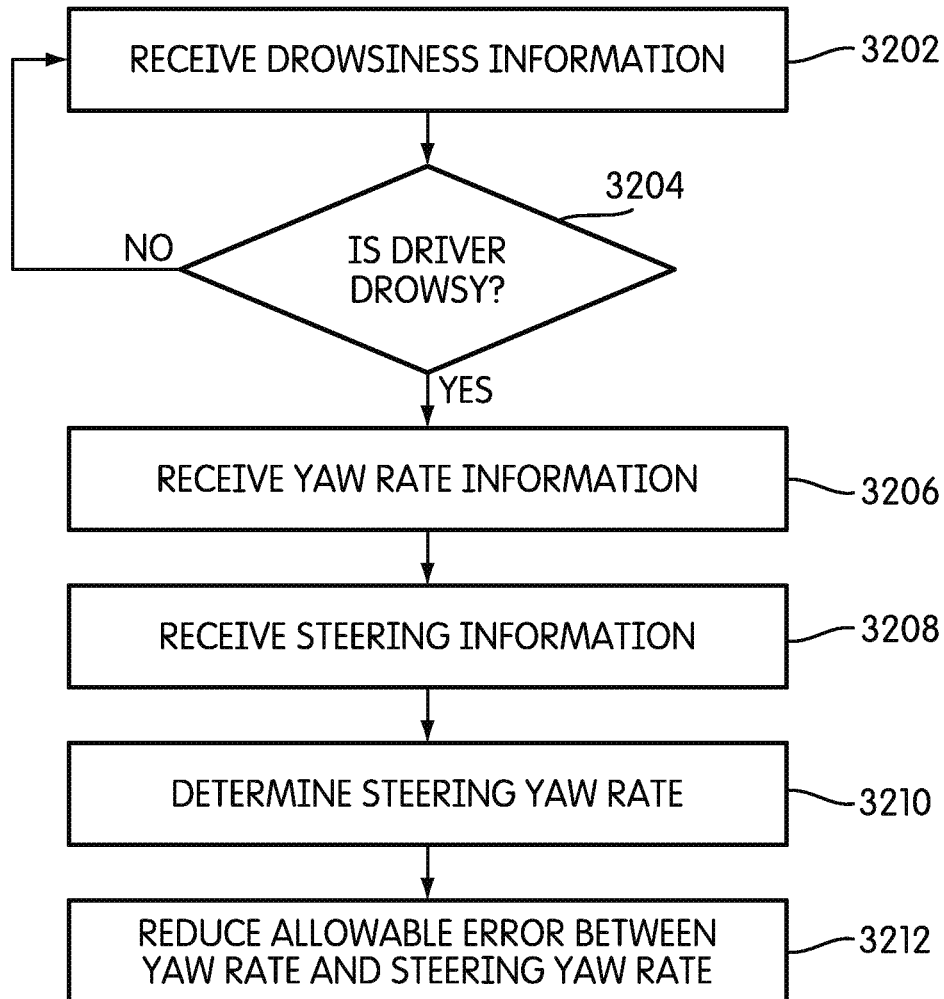 RECEIVE DROWSINESS INFORMATION
3202
3204
IS DRIVER
DROWSY?
NO
YES
RECEIVE YAW RATE INFORMATION
3206
RECEIVE STEERING INFORMATION
3208
DETERMINE STEERING YAW RATE
3210
REDUCE ALLOWABLE ERROR BETWEEN
YAW RATE AND STEERING YAW RATE
3212